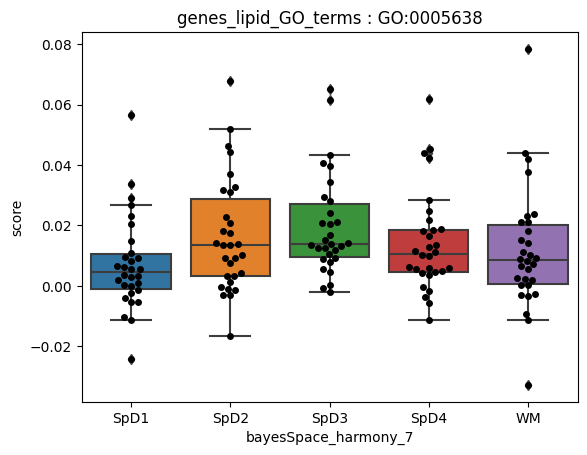 genes_lipid_GO_terms : GO:0005638
0.08
0.06
0.04
0.02
0.00
−0.02
score
SpD1 SpD2 SpD3 SpD4 WM
bayesSpace_harmony_7